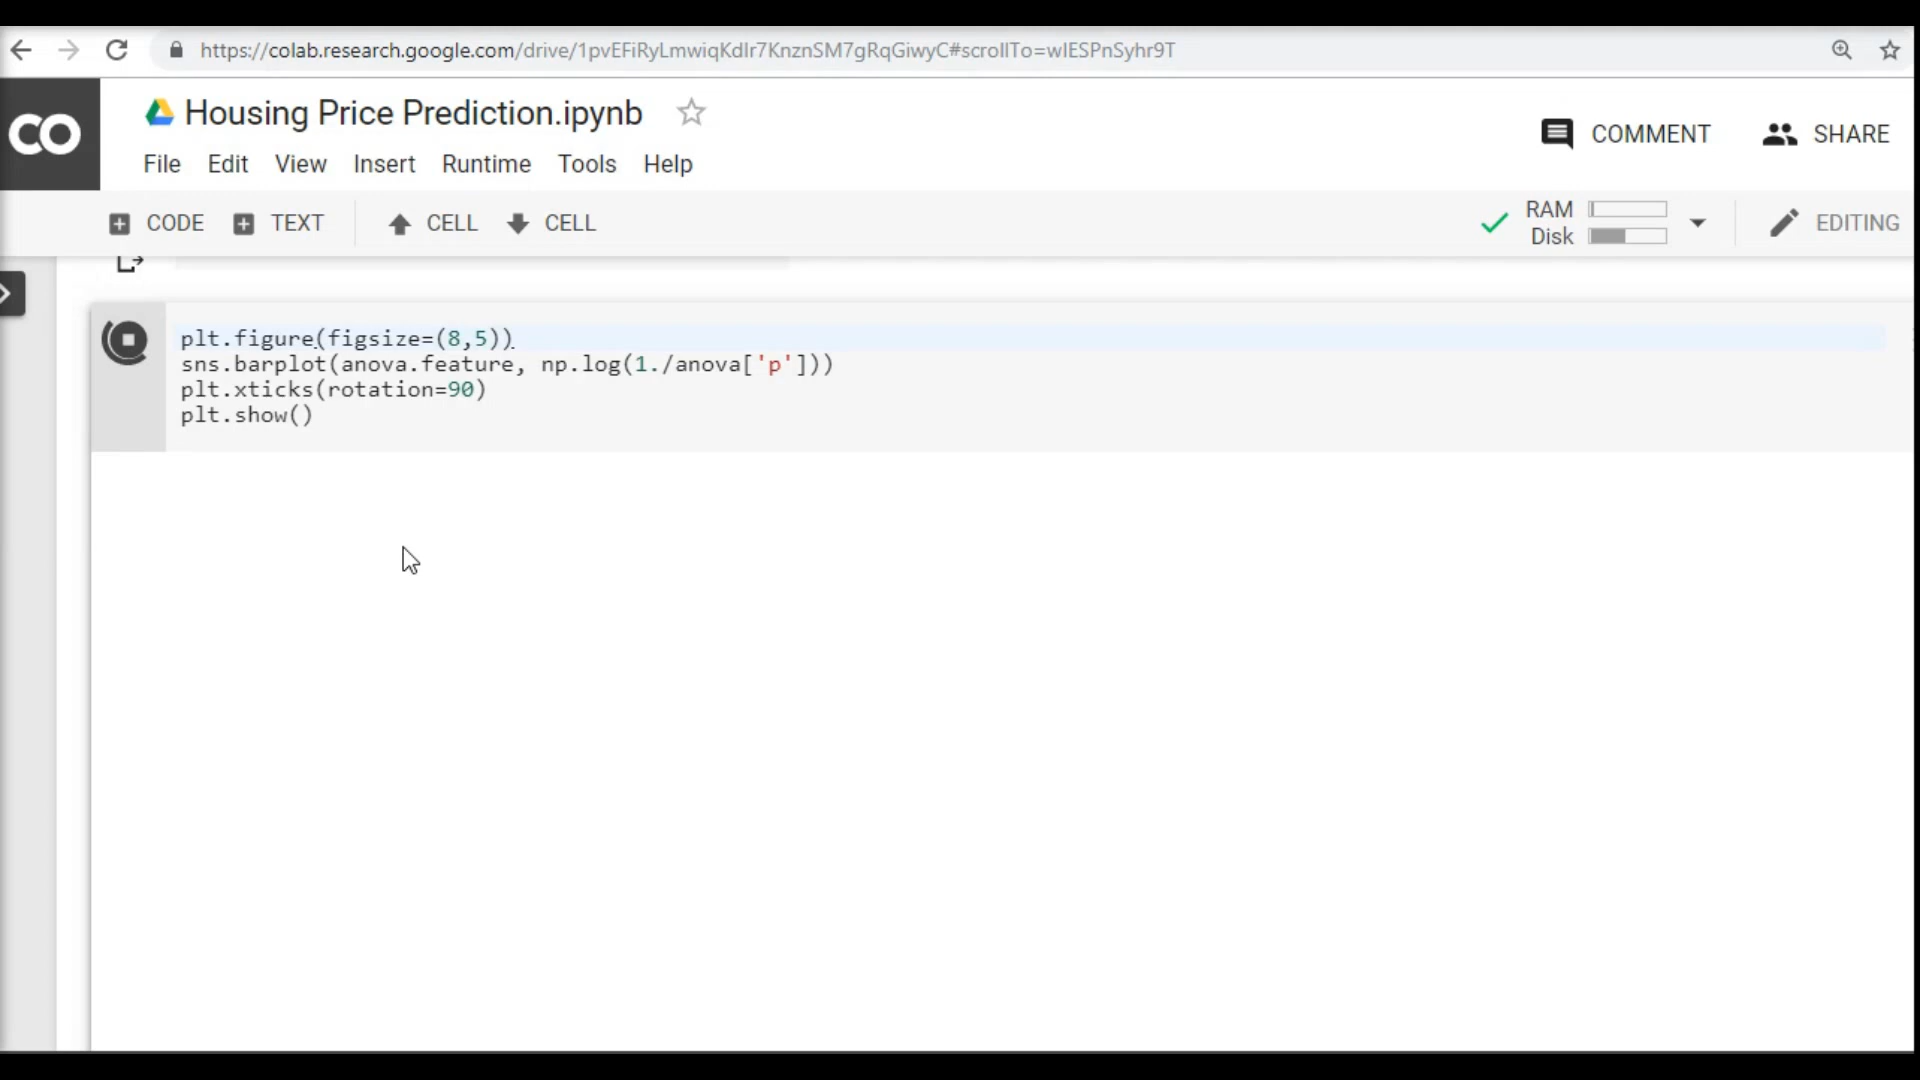 https://colab.research.google.com/drive/1pvEFiRyLmwiqKdIr7KnznSM7gRqGiwyC#scrollTo=wIESPnSyhr9T
CO
Housing Price Prediction.ipynb
COMMENT SHARE
File Edit View Insert Runtime Tools Help
CODE TEXT CELL CELL
RAM
Disk
EDITING
plt.figure(figsize=(8,5))
sns.barplot(anova.feature, np.log(1./anova['p']))
plt.xticks(rotation=90)
plt.show()